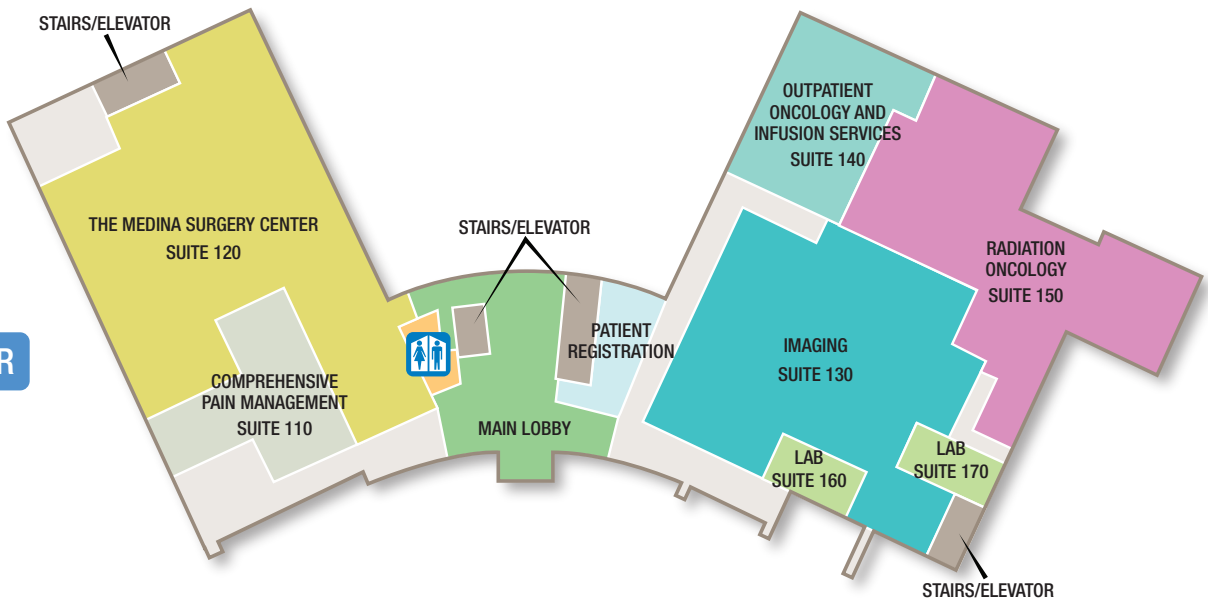 STAIRS/ELEVATOR
OUTPATIENT
ONCOLOGY AND
INFUSION SERVICES
SUITE 140
THE MEDINA SURGERY CENTER
SUITE 120
STAIRS/ELEVATOR
RADIATION
ONCOLOGY
SUITE 150
PATIENT
REGISTRATION
IMAGING
SUITE 130
R
COMPREHENSIVE
PAIN MANAGEMENT
SUITE 110
MAIN LOBBY
LAB
SUITE 160
LAB
SUITE 170
STAIRS/ELEVATOR